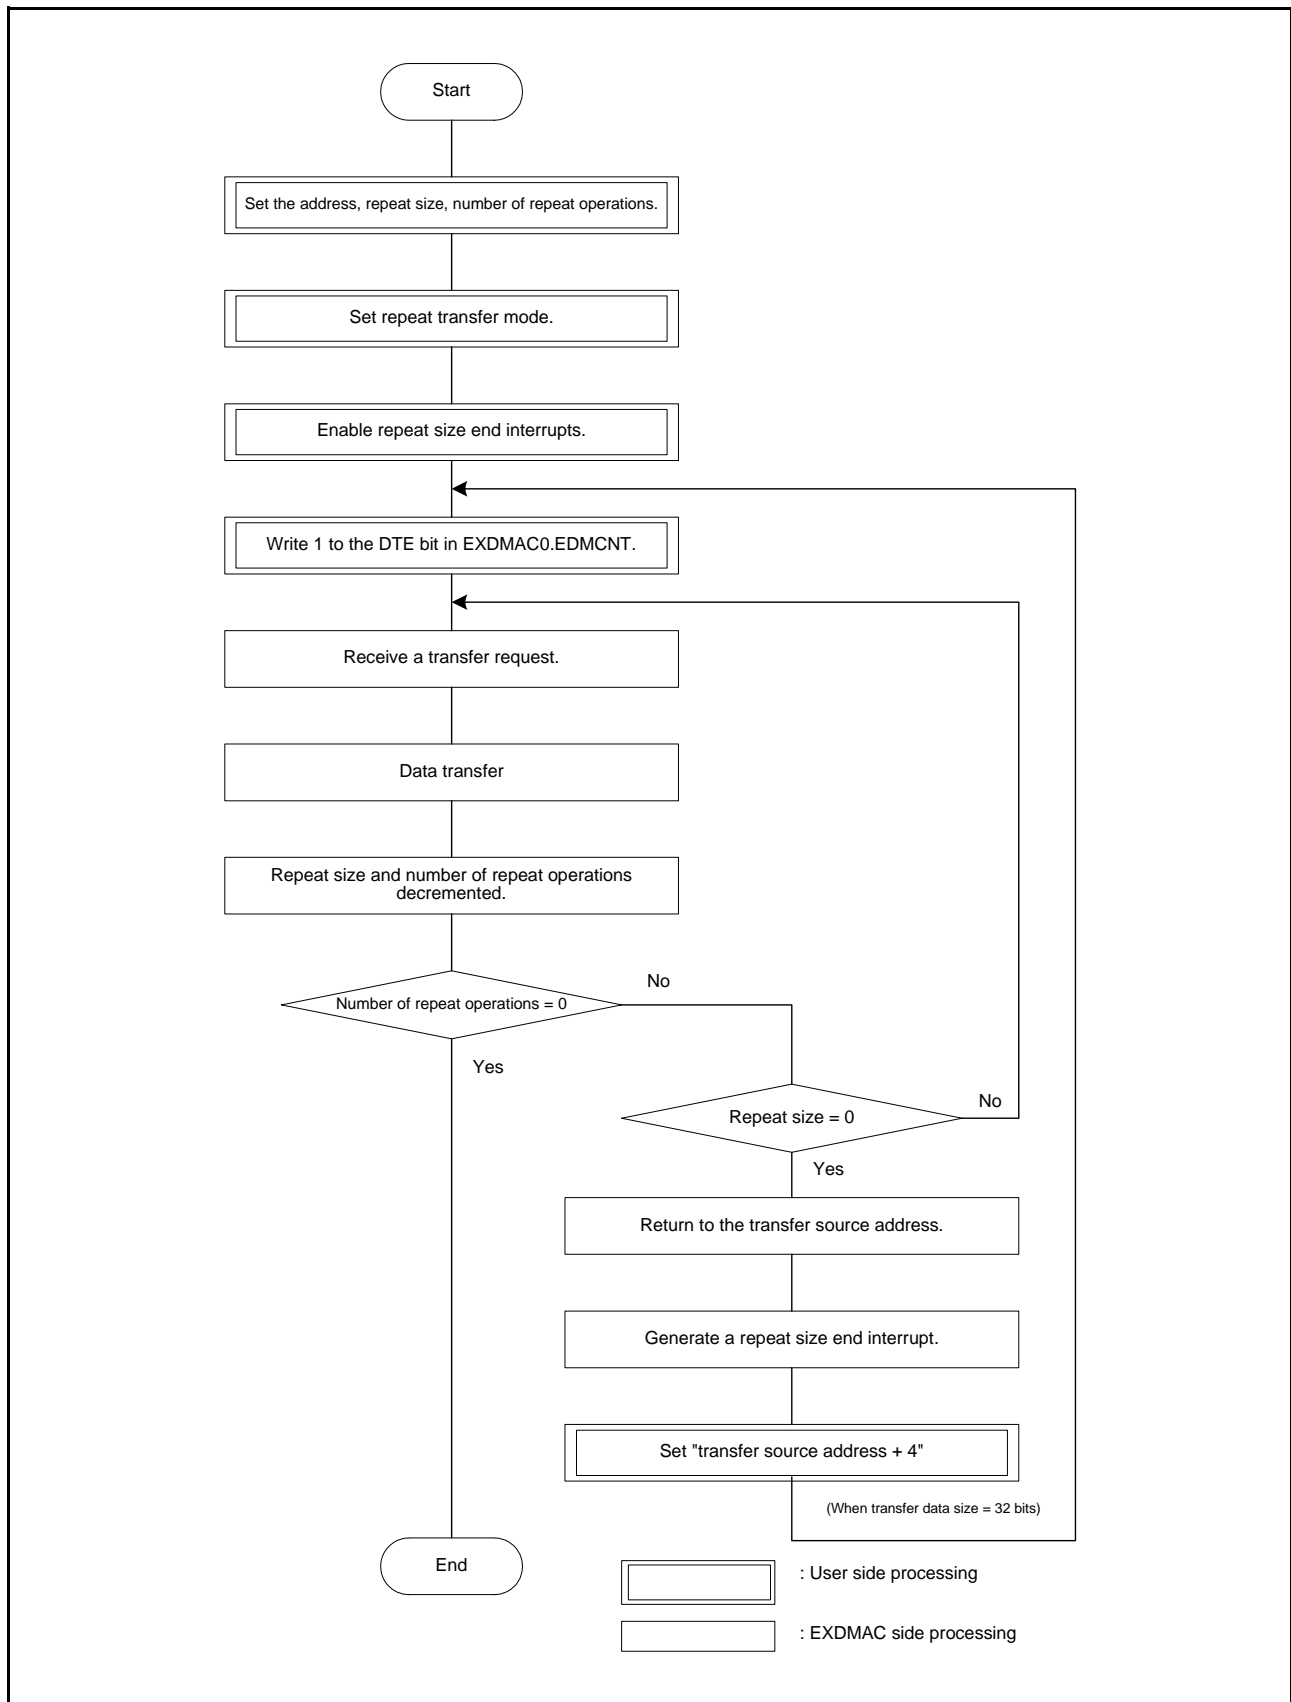 Start
Set the address, repeat size, number of repeat operations.
Set repeat transfer mode.
Enable repeat size end interrupts.
Write 1 to the DTE bit in EXDMAC0.EDMCNT.
Receive a transfer request.
Data transfer
Repeat size and number of repeat operations
decremented.
No
Number of repeat operations = 0
Yes
No
Repeat size = 0
Yes
Return to the transfer source address.
Generate a repeat size end interrupt.
Set "transfer source address + 4"
(When transfer data size = 32 bits)
End
: User side processing
: EXDMAC side processing